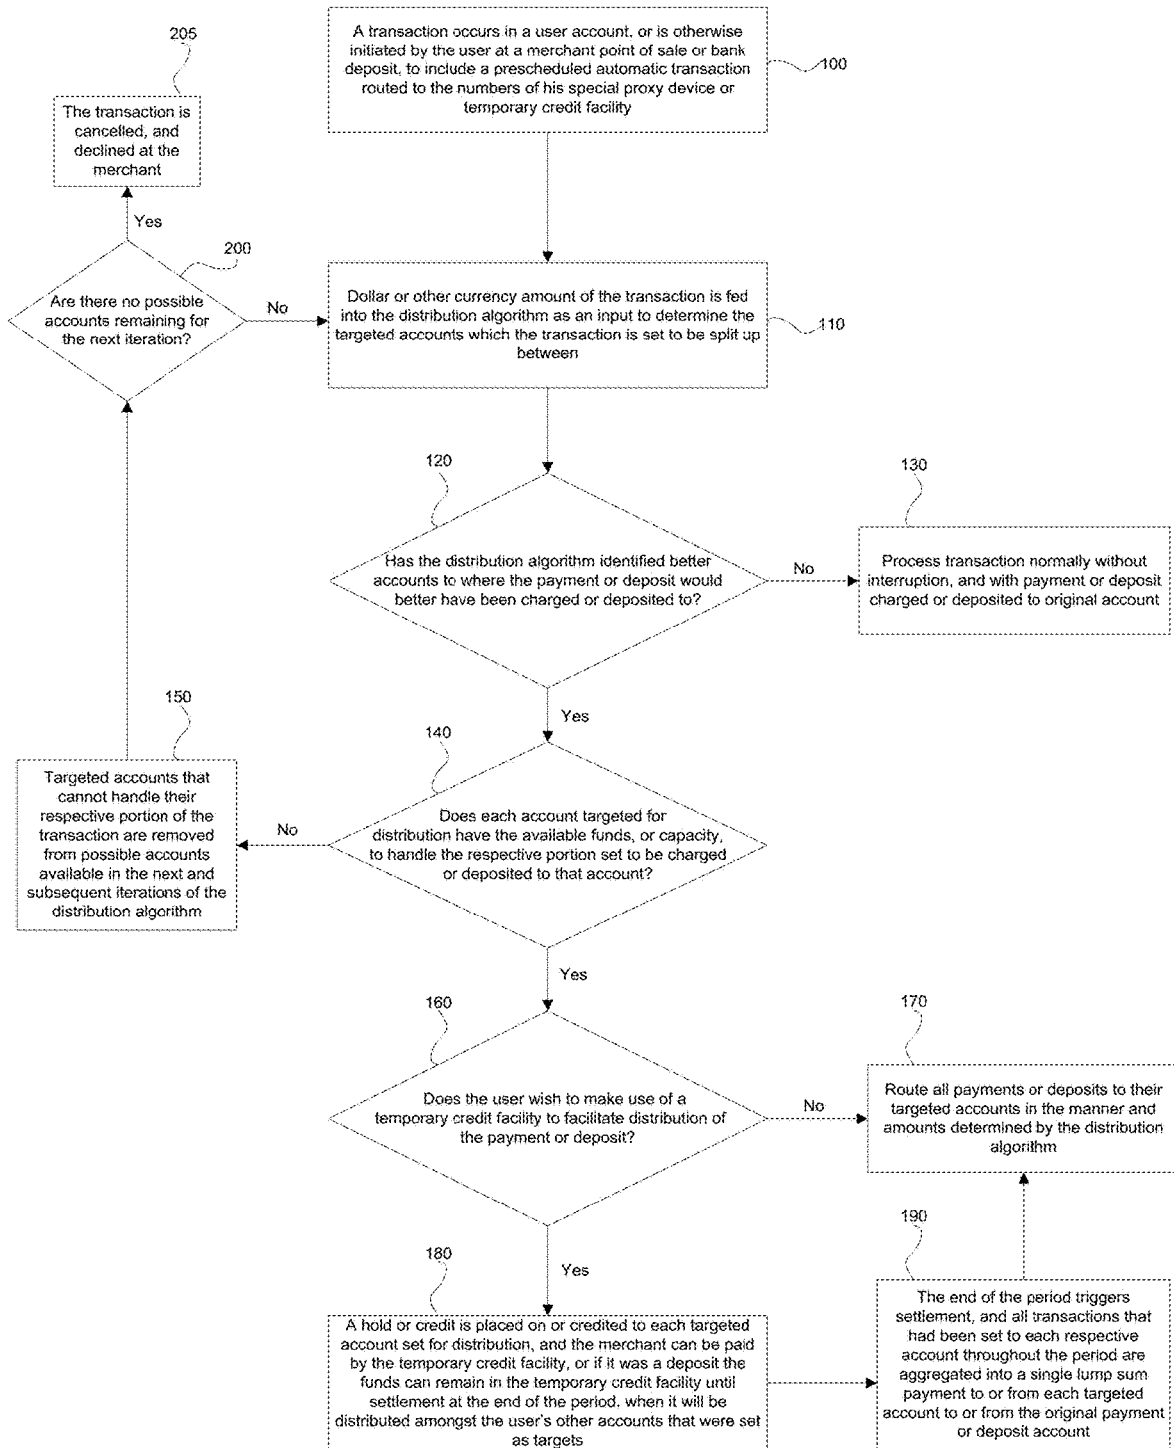 205
The transaction is
cancelled, and
declined at the
merchant
Yes
A transaction occurs in a user account, or is otherwise
initiated by the user at a merchant point of sale or bank
deposit, to include a prescheduled automatic transaction
routed to the numbers of his special proxy device or
temporary credit facility
100
200
Are there no possible
accounts remaining for
the next iteration?
No
Dollar or other currency amount of the transaction is fed
into the distribution algorithm as an input to determine the
targeted accounts which the transaction is set to be split up
between
110
120
Has the distribution algorithm identified better
accounts to where the payment or deposit would
better have been charged or deposited to?
No
130
Process transaction normally without
interruption, and with payment or deposit
charged or deposited to original account
Yes
150
Targeted accounts that
cannot handle their
respective portion of
the transaction are removed
from possible accounts
available in the next and
subsequent iterations of the
distribution algorithm
No
140
Does each account targeted for
distribution have the available funds, or capacity,
to handle the respective portion set to be charged
or deposited to that account?
Yes
160
Does the user wish to make use of a
temporary credit facility to facilitate distribution of
the payment or deposit?
No
170
Route all payments or deposits to their
targeted accounts in the manner and
amounts determined by the distribution
algorithm
Yes
180
A hold or credit is placed on or credited to each targeted
account set for distribution, and the merchant can be paid
by the temporary credit facility, or if it was a deposit the
funds can remain in the temporary credit facility until
settlement at the end of the period, when it will be
distributed amongst the user's other accounts that were set
as targets
190
The end of the period triggers
settlement, and all transactions that
had been set to each respective
account throughout the period are
aggregated into a single lump sum
payment to or from each targeted
account to or from the original payment
or deposit account